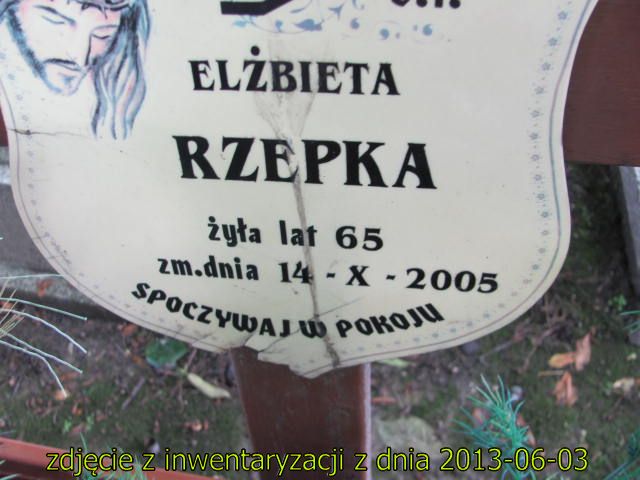 ELŻBIETA
RZEPKA
żyła lat 65
zm.dnia 14 - X - 2005
SPOCZYWAJ W POKOJU
zdjęcie z inwentaryzacji z dnia 2013-06-03